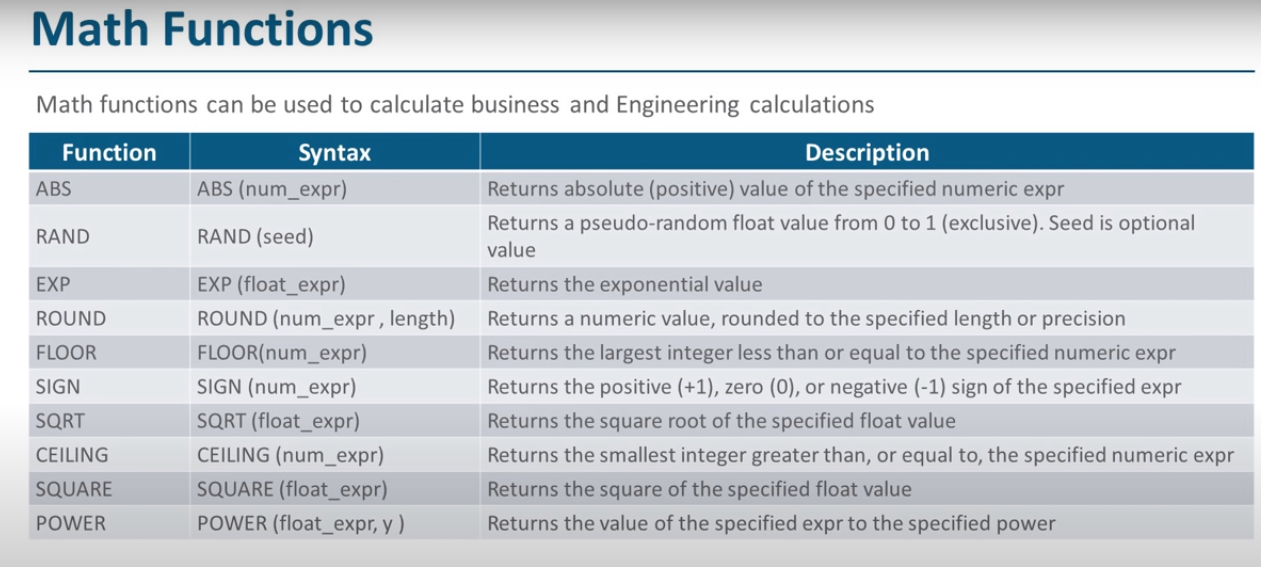 Math Functions
Math functions can be used to calculate business and Engineering calculations
Function Syntax Description
ABS ABS (num_expr) Returns absolute (positive) value of the specified numeric expr
RAND RAND (seed) Returns a pseudo-random float value from 0 to 1 (exclusive). Seed is optional
value
EXP EXP (float_expr) Returns the exponential value
ROUND ROUND (num_expr , length) Returns a numeric value, rounded to the specified length or precision
FLOOR FLOOR(num_expr) Returns the largest integer less than or equal to the specified numeric expr
SIGN SIGN (num_expr) Returns the positive (+1), zero (0), or negative (-1) sign of the specified expr
SQRT SQRT (float_expr) Returns the square root of the specified float value
CEILING CEILING (num_expr) Returns the smallest integer greater than, or equal to, the specified numeric expr
SQUARE SQUARE (float_expr) Returns the square of the specified float value
POWER POWER (float_expr, y ) Returns the value of the specified expr to the specified power